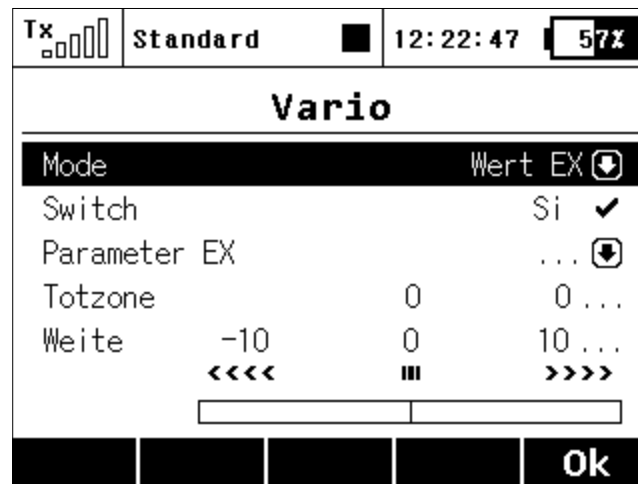 Tx Standard 12:22:47 57%
Vario
Mode Wert EX
Switch Si
Parameter EX ...
Totzone 0 0 ...
Weite -10 0 10 ...
<<<< >>>>
Ok